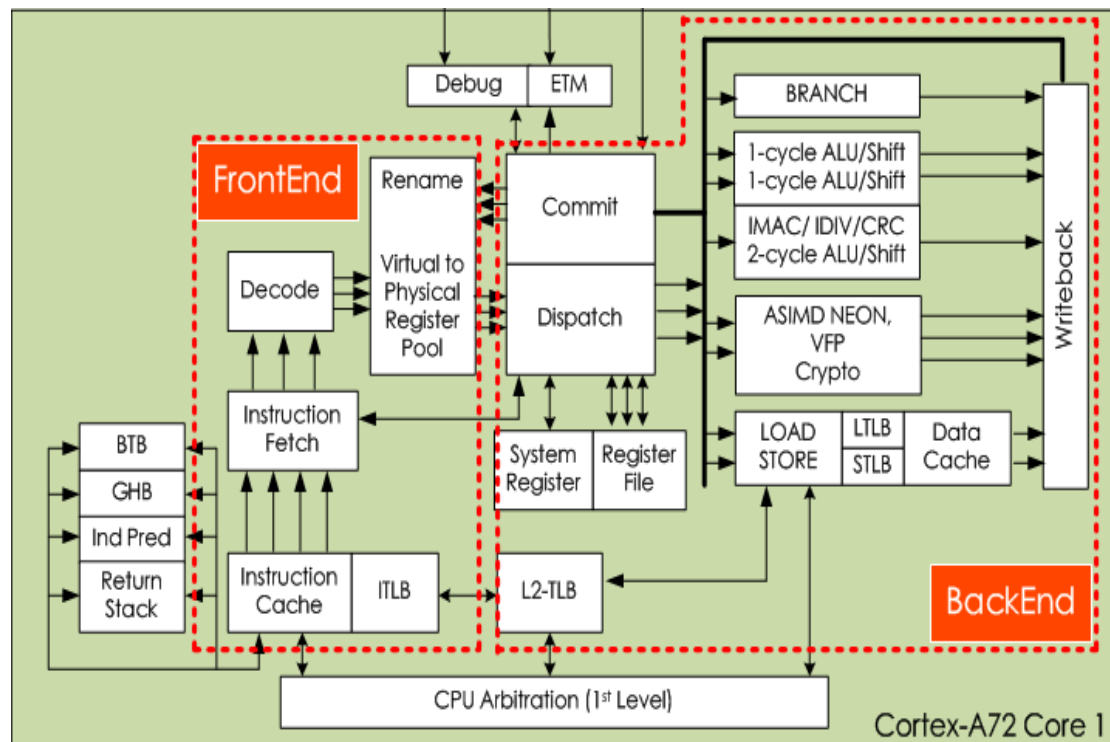 Debug
ETM
FrontEnd
Rename
Virtual to
Physical
Register
Pool
Decode
Instruction
Fetch
BTB
GHB
Ind Pred
Return
Stack
Instruction
Cache
ITLB
Commit
Dispatch
System
Register
Register
File
L2-TLB
BRANCH
1-cycle ALU/Shift
1-cycle ALU/Shift
IMAC/ IDIV/CRC
2-cycle ALU/Shift
ASIMD NEON,
VFP
Crypto
LOAD
STORE
LTLB
STLB
Data
Cache
Writeback
BackEnd
CPU Arbitration (1st Level)
Cortex-A72 Core 1